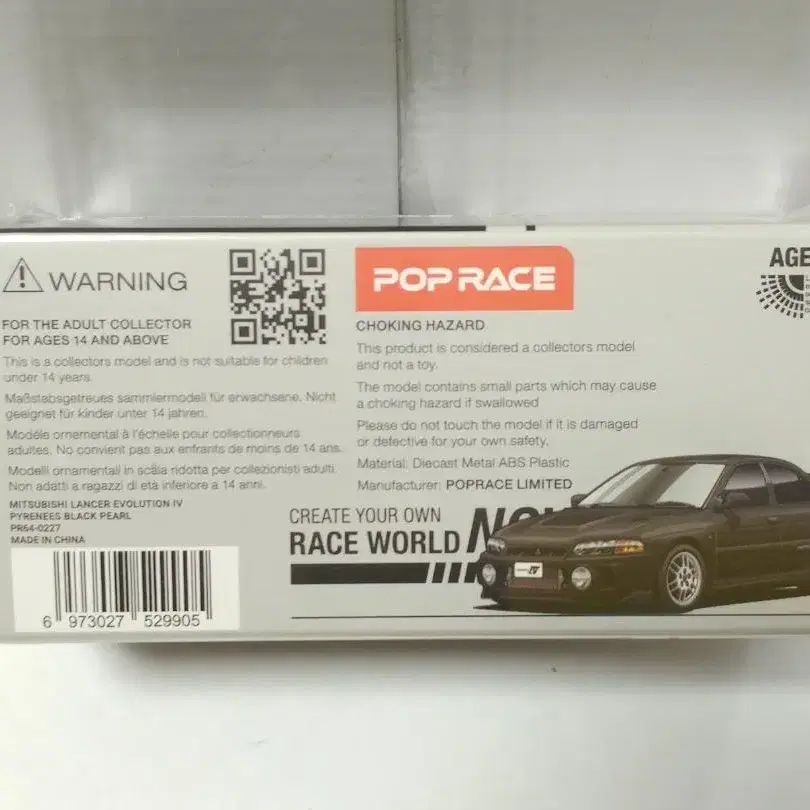 WARNING
FOR THE ADULT COLLECTOR
FOR AGES 14 AND ABOVE
This is a collectors model and is not suitable for children
under 14 years.
Maßstabsgetreues sammlermodell für erwachsene. Nicht
geeignet für kinder unter 14 jahren.
Modèle ornemental à l'échelle pour collectionneurs
adultes. No convient pas aux enfrants de moins de 14 ans.
Modelli ornamentali in scalia ridotta per collezionisti adulti.
Non adatti a ragazzi di età inferiore a 14 anni.
MITSUBISHI LANCER EVOLUTION IV
PYRENEES BLACK PEARL
PR64-0227
MADE IN CHINA
6 973027 529905
POP RACE
CHOKING HAZARD
This product is considered a collectors model
and not a toy.
The model contains small parts which may cause
a choking hazard if swallowed
Please do not touch the model if it is damaged
or defective for your own safety.
Material: Diecast Metal ABS Plastic
Manufacturer: POPRACE LIMITED
CREATE YOUR OWN
RACE WORLD NOW
IV
AGE